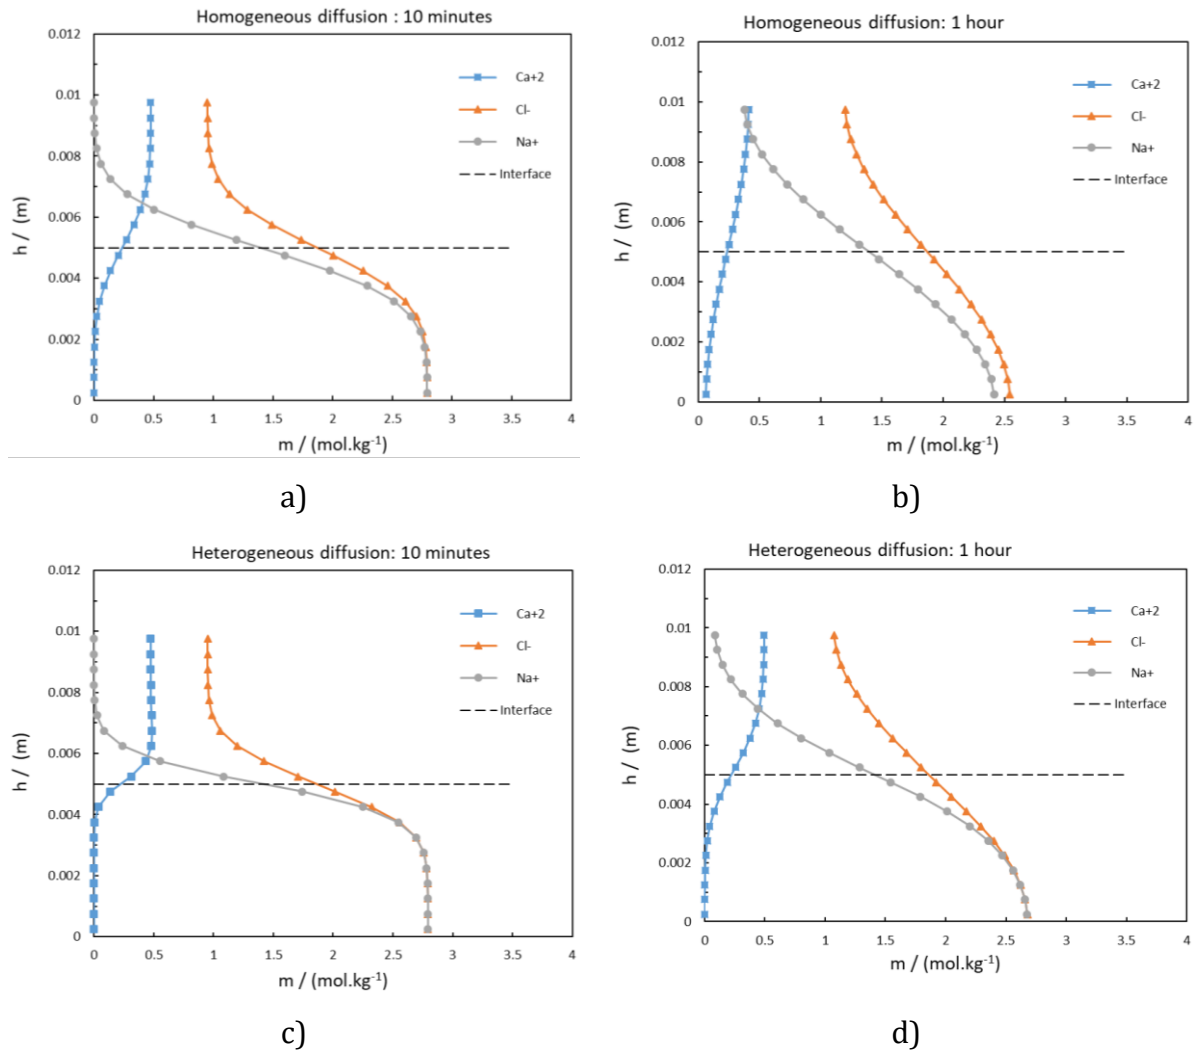 Homogeneous diffusion : 10 minutes
0.012
0.01
0.008
0.006
0.004
0.002
0
h / (m)
Ca+2
Cl-
Na+
Interface
0 0.5 1 1.5 2 2.5 3 3.5 4
m / (mol.kg-1)
a)
Homogeneous diffusion: 1 hour
0.012
0.01
0.008
0.006
0.004
0.002
0
h / (m)
Ca+2
Cl-
Na+
Interface
0 0.5 1 1.5 2 2.5 3 3.5 4
m / (mol.kg-1)
b)
Heterogeneous diffusion: 10 minutes
0.012
0.01
0.008
0.006
0.004
0.002
0
h / (m)
Ca+2
Cl-
Na+
Interface
0 0.5 1 1.5 2 2.5 3 3.5 4
m / (mol.kg-1)
c)
Heterogeneous diffusion: 1 hour
0.012
0.01
0.008
0.006
0.004
0.002
0
h / (m)
Ca+2
Cl-
Na+
Interface
0 0.5 1 1.5 2 2.5 3 3.5 4
m / (mol.kg-1)
d)